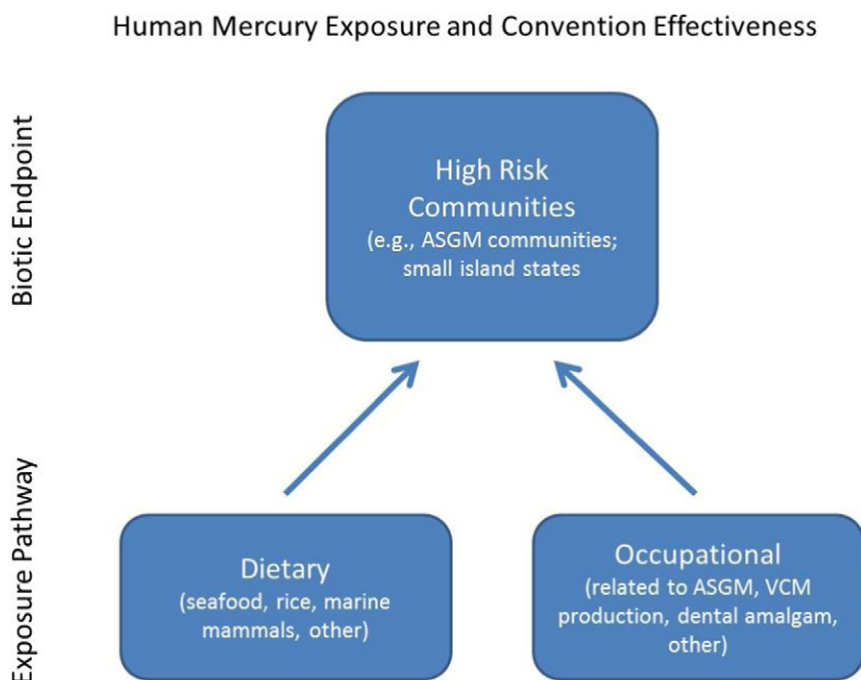 Human Mercury Exposure and Convention Effectiveness
Biotic Endpoint
High Risk
Communities
(e.g., ASGM communities;
small island states
Exposure Pathway
Dietary
(seafood, rice, marine
mammals, other)
Occupational
(related to ASGM, VCM
production, dental amalgam,
other)